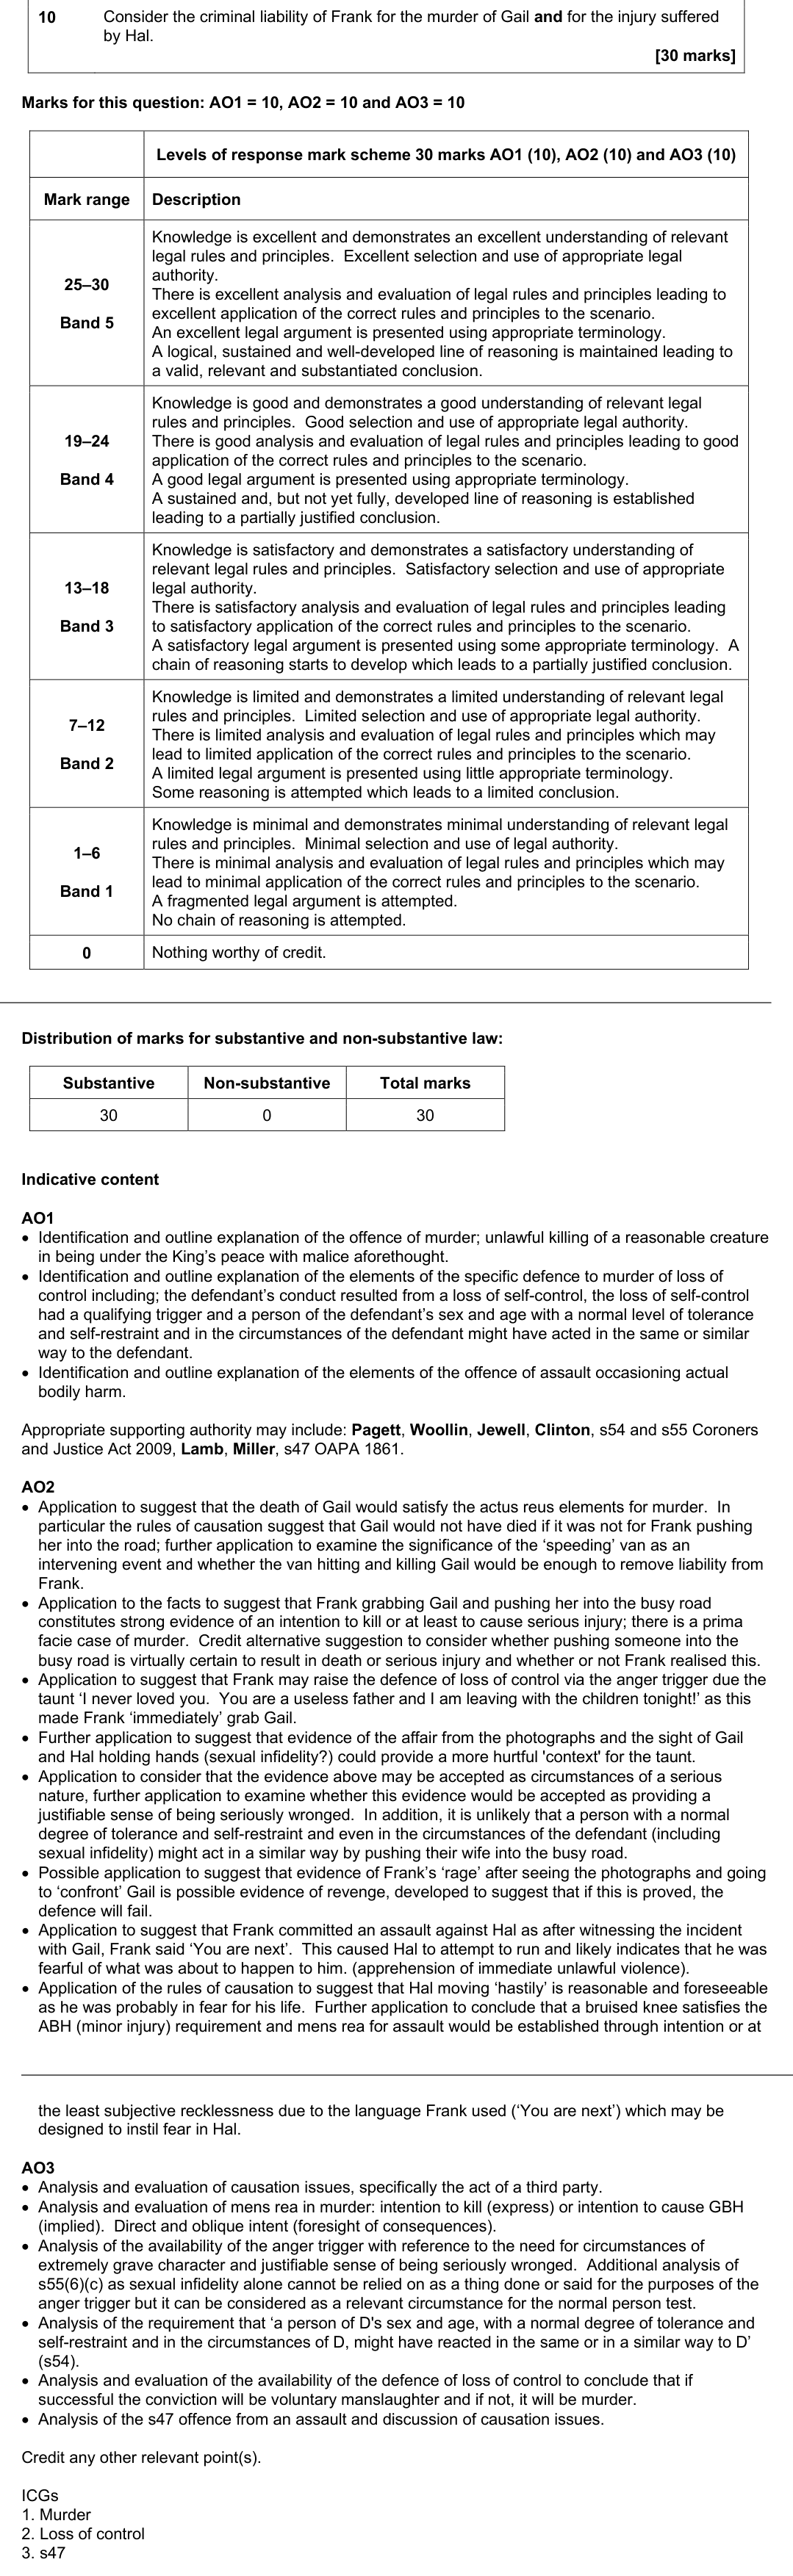 10 Consider the criminal liability of Frank for the murder of Gail and for the injury suffered
by Hal.
[30 marks]
Marks for this question: AO1 = 10, AO2 = 10 and AO3 = 10
Levels of response mark scheme 30 marks AO1 (10), AO2 (10) and AO3 (10)
Mark range Description
25–30
Band 5
Knowledge is excellent and demonstrates an excellent understanding of relevant
legal rules and principles. Excellent selection and use of appropriate legal
authority.
There is excellent analysis and evaluation of legal rules and principles leading to
excellent application of the correct rules and principles to the scenario.
An excellent legal argument is presented using appropriate terminology.
A logical, sustained and well-developed line of reasoning is maintained leading to
a valid, relevant and substantiated conclusion.
19–24
Band 4
Knowledge is good and demonstrates a good understanding of relevant legal
rules and principles. Good selection and use of appropriate legal authority.
There is good analysis and evaluation of legal rules and principles leading to good
application of the correct rules and principles to the scenario.
A good legal argument is presented using appropriate terminology.
A sustained and, but not yet fully, developed line of reasoning is established
leading to a partially justified conclusion.
13–18
Band 3
Knowledge is satisfactory and demonstrates a satisfactory understanding of
relevant legal rules and principles. Satisfactory selection and use of appropriate
legal authority.
There is satisfactory analysis and evaluation of legal rules and principles leading
to satisfactory application of the correct rules and principles to the scenario.
A satisfactory legal argument is presented using some appropriate terminology. A
chain of reasoning starts to develop which leads to a partially justified conclusion.
7–12
Band 2
Knowledge is limited and demonstrates a limited understanding of relevant legal
rules and principles. Limited selection and use of appropriate legal authority.
There is limited analysis and evaluation of legal rules and principles which may
lead to limited application of the correct rules and principles to the scenario.
A limited legal argument is presented using little appropriate terminology.
Some reasoning is attempted which leads to a limited conclusion.
1–6
Band 1
Knowledge is minimal and demonstrates minimal understanding of relevant legal
rules and principles. Minimal selection and use of legal authority.
There is minimal analysis and evaluation of legal rules and principles which may
lead to minimal application of the correct rules and principles to the scenario.
A fragmented legal argument is attempted.
No chain of reasoning is attempted.
0 Nothing worthy of credit.
Distribution of marks for substantive and non-substantive law:
Substantive Non-substantive Total marks
30 0 30
Indicative content
AO1
• Identification and outline explanation of the offence of murder; unlawful killing of a reasonable creature
in being under the King's peace with malice aforethought.
• Identification and outline explanation of the elements of the specific defence to murder of loss of
control including; the defendant's conduct resulted from a loss of self-control, the loss of self-control
had a qualifying trigger and a person of the defendant's sex and age with a normal level of tolerance
and self-restraint and in the circumstances of the defendant might have acted in the same or similar
way to the defendant.
• Identification and outline explanation of the elements of the offence of assault occasioning actual
bodily harm.
Appropriate supporting authority may include: Pagett, Woollin, Jewell, Clinton, s54 and s55 Coroners
and Justice Act 2009, Lamb, Miller, s47 OAPA 1861.
AO2
• Application to suggest that the death of Gail would satisfy the actus reus elements for murder. In
particular the rules of causation suggest that Gail would not have died if it was not for Frank pushing
her into the road; further application to examine the significance of the 'speeding' van as an
intervening event and whether the van hitting and killing Gail would be enough to remove liability from
Frank.
• Application to the facts to suggest that Frank grabbing Gail and pushing her into the busy road
constitutes strong evidence of an intention to kill or at least to cause serious injury; there is a prima
facie case of murder. Credit alternative suggestion to consider whether pushing someone into the
busy road is virtually certain to result in death or serious injury and whether or not Frank realised this.
• Application to suggest that Frank may raise the defence of loss of control via the anger trigger due the
taunt 'I never loved you. You are a useless father and I am leaving with the children tonight!' as this
made Frank 'immediately' grab Gail.
• Further application to suggest that evidence of the affair from the photographs and the sight of Gail
and Hal holding hands (sexual infidelity?) could provide a more hurtful 'context' for the taunt.
• Application to consider that the evidence above may be accepted as circumstances of a serious
nature, further application to examine whether this evidence would be accepted as providing a
justifiable sense of being seriously wronged. In addition, it is unlikely that a person with a normal
degree of tolerance and self-restraint and even in the circumstances of the defendant (including
sexual infidelity) might act in a similar way by pushing their wife into the busy road.
• Possible application to suggest that evidence of Frank's 'rage' after seeing the photographs and going
to 'confront' Gail is possible evidence of revenge, developed to suggest that if this is proved, the
defence will fail.
• Application to suggest that Frank committed an assault against Hal as after witnessing the incident
with Gail, Frank said 'You are next'. This caused Hal to attempt to run and likely indicates that he was
fearful of what was about to happen to him. (apprehension of immediate unlawful violence).
• Application of the rules of causation to suggest that Hal moving 'hastily' is reasonable and foreseeable
as he was probably in fear for his life. Further application to conclude that a bruised knee satisfies the
ABH (minor injury) requirement and mens rea for assault would be established through intention or at
the least subjective recklessness due to the language Frank used ('You are next') which may be
designed to instil fear in Hal.
AO3
• Analysis and evaluation of causation issues, specifically the act of a third party.
• Analysis and evaluation of mens rea in murder: intention to kill (express) or intention to cause GBH
(implied). Direct and oblique intent (foresight of consequences).
• Analysis of the availability of the anger trigger with reference to the need for circumstances of
extremely grave character and justifiable sense of being seriously wronged. Additional analysis of
s55(6)(c) as sexual infidelity alone cannot be relied on as a thing done or said for the purposes of the
anger trigger but it can be considered as a relevant circumstance for the normal person test.
• Analysis of the requirement that 'a person of D's sex and age, with a normal degree of tolerance and
self-restraint and in the circumstances of D, might have reacted in the same or in a similar way to D'
(s54).
• Analysis and evaluation of the availability of the defence of loss of control to conclude that if
successful the conviction will be voluntary manslaughter and if not, it will be murder.
• Analysis of the s47 offence from an assault and discussion of causation issues.
Credit any other relevant point(s).
ICGs
1. Murder
2. Loss of control
3. s47